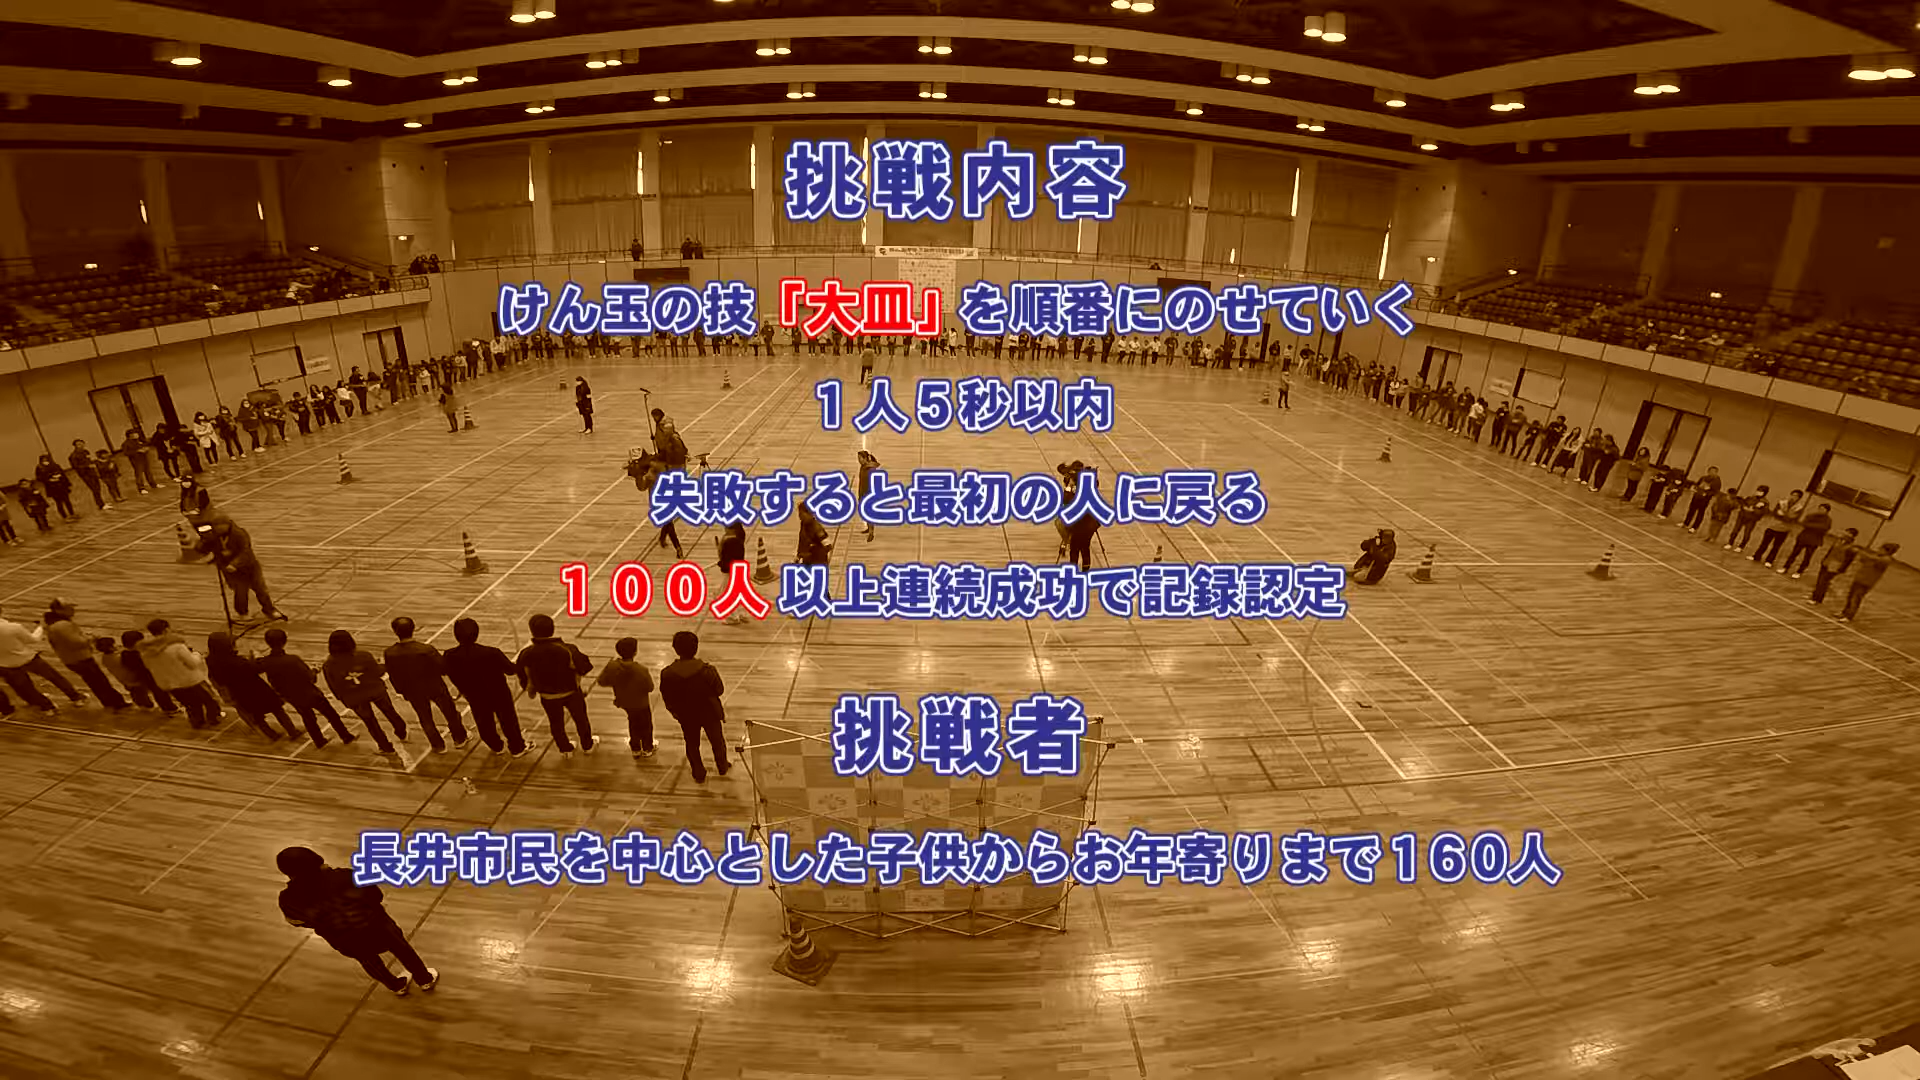 挑戦内容
けん玉の技「大皿」を順番にのせていく
１人５秒以内
失敗すると最初の人に戻る
１００人以上連続成功で記録認定
挑戦者
長井市民を中心とした子供からお年寄りまで１６０人